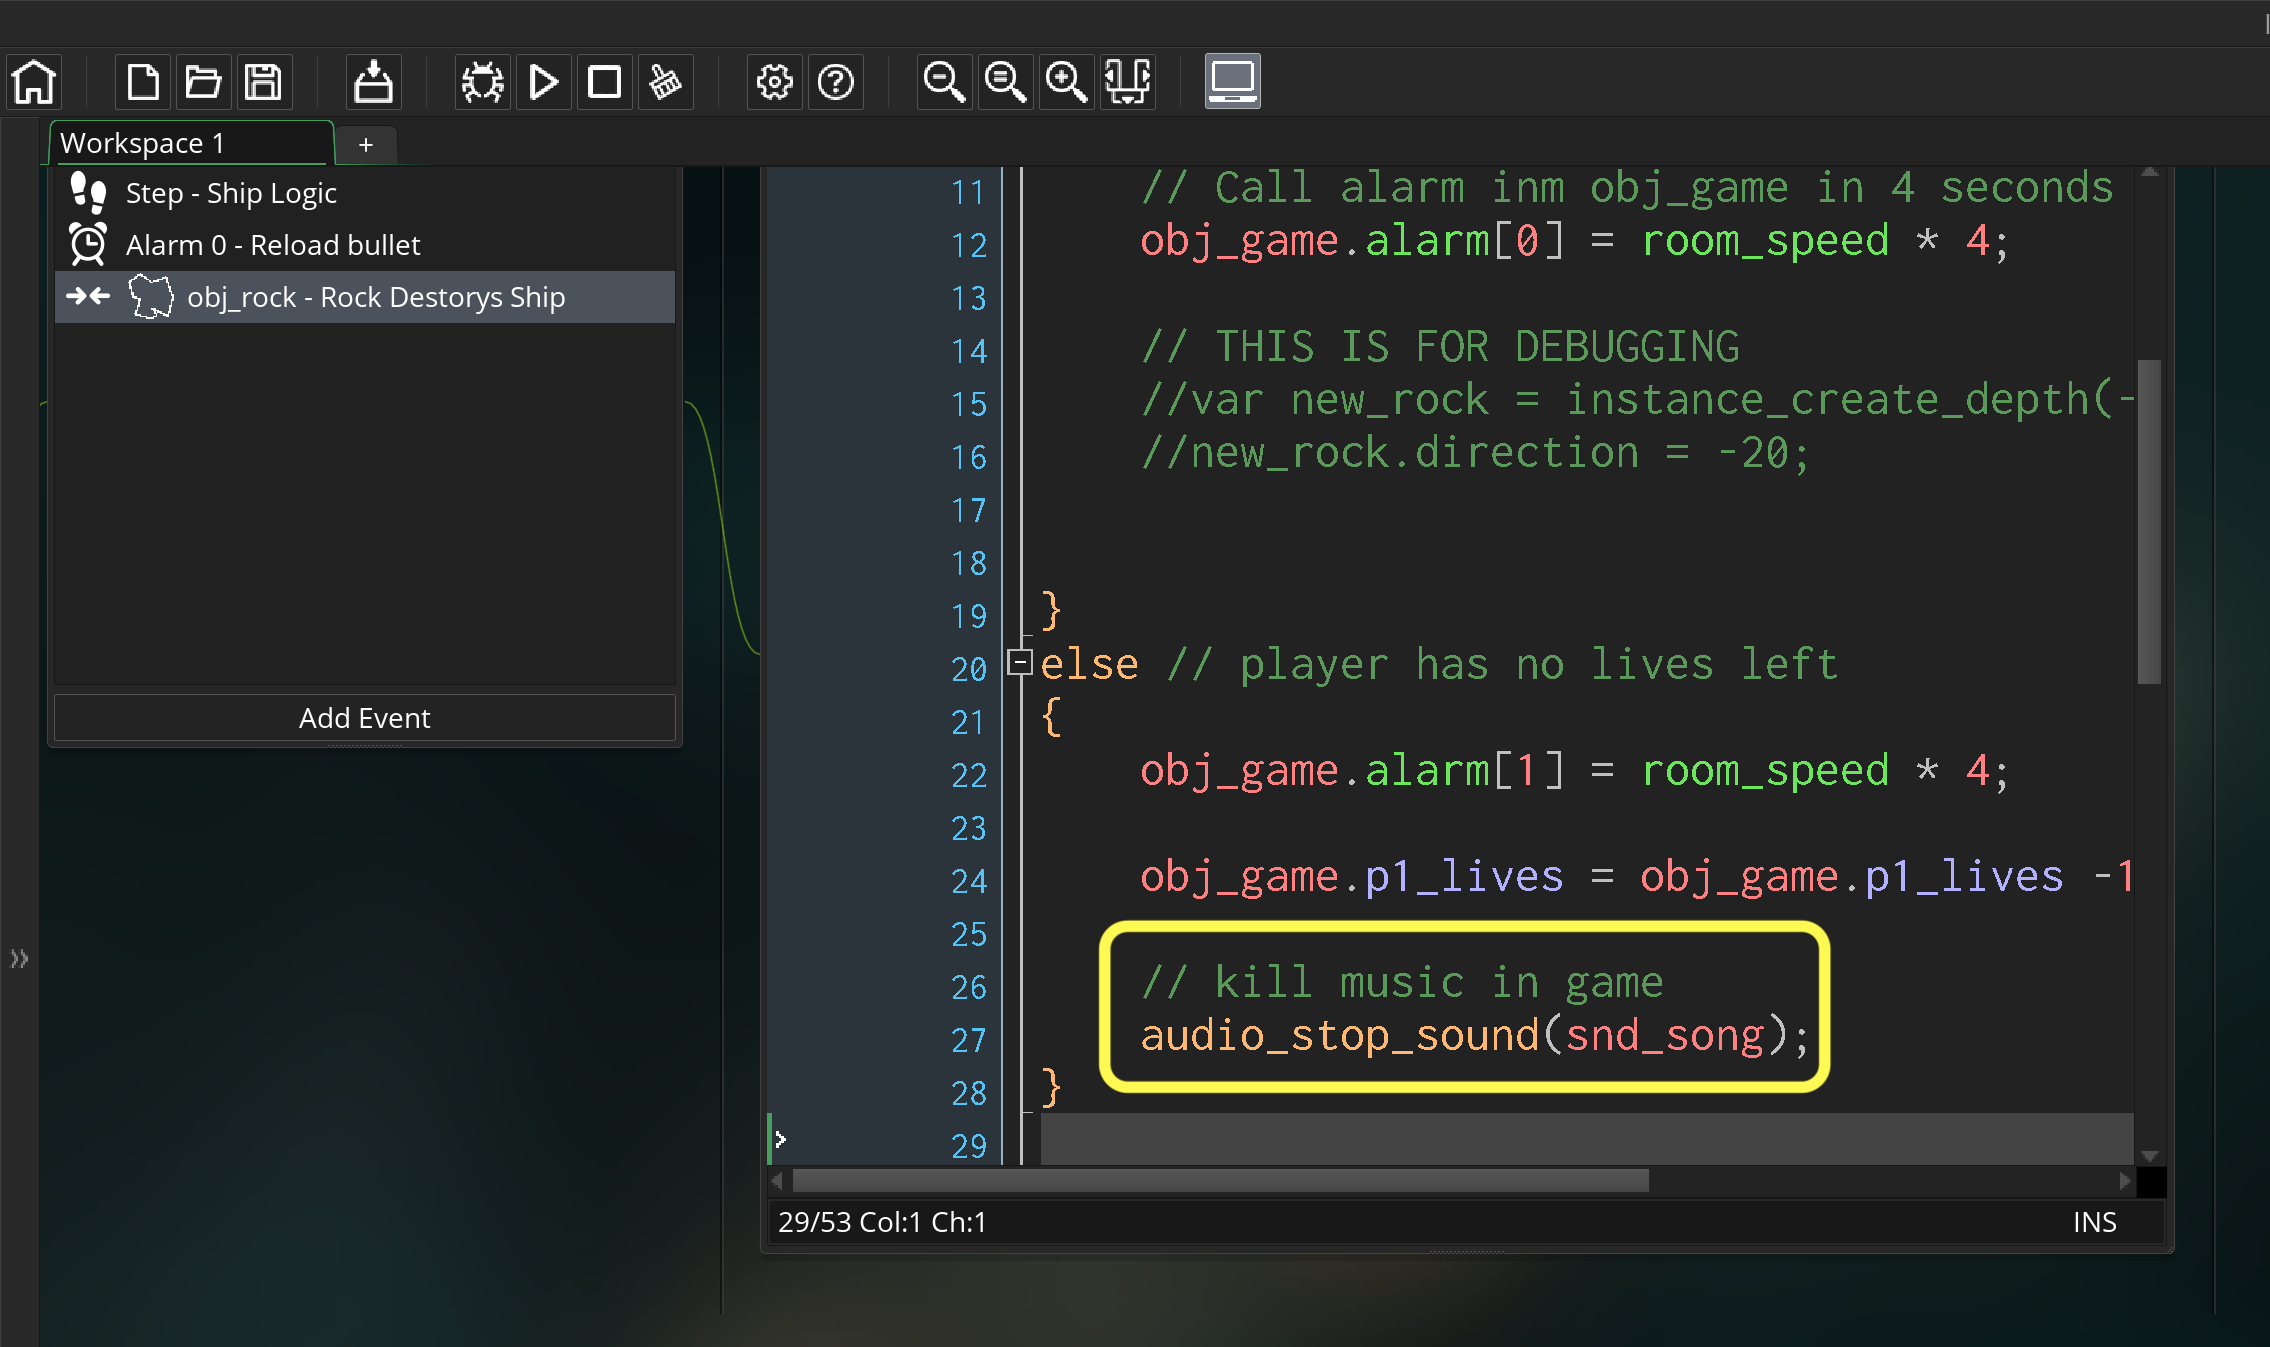 Workspace 1
+
Step - Ship Logic
Alarm 0 - Reload bullet
obj_rock - Rock Destorys Ship
Add Event
11 // Call alarm inm obj_game in 4 seconds
12 obj_game.alarm[0] = room_speed * 4;
13
14 // THIS IS FOR DEBUGGING
15 //var new_rock = instance_create_depth(-
16 //new_rock.direction = -20;
17
18
19 }
20 else // player has no lives left
21 {
22 obj_game.alarm[1] = room_speed * 4;
23
24 obj_game.p1_lives = obj_game.p1_lives -1
25
26 // kill music in game
27 audio_stop_sound(snd_song);
28 }
29
29/53 Col:1 Ch:1
INS